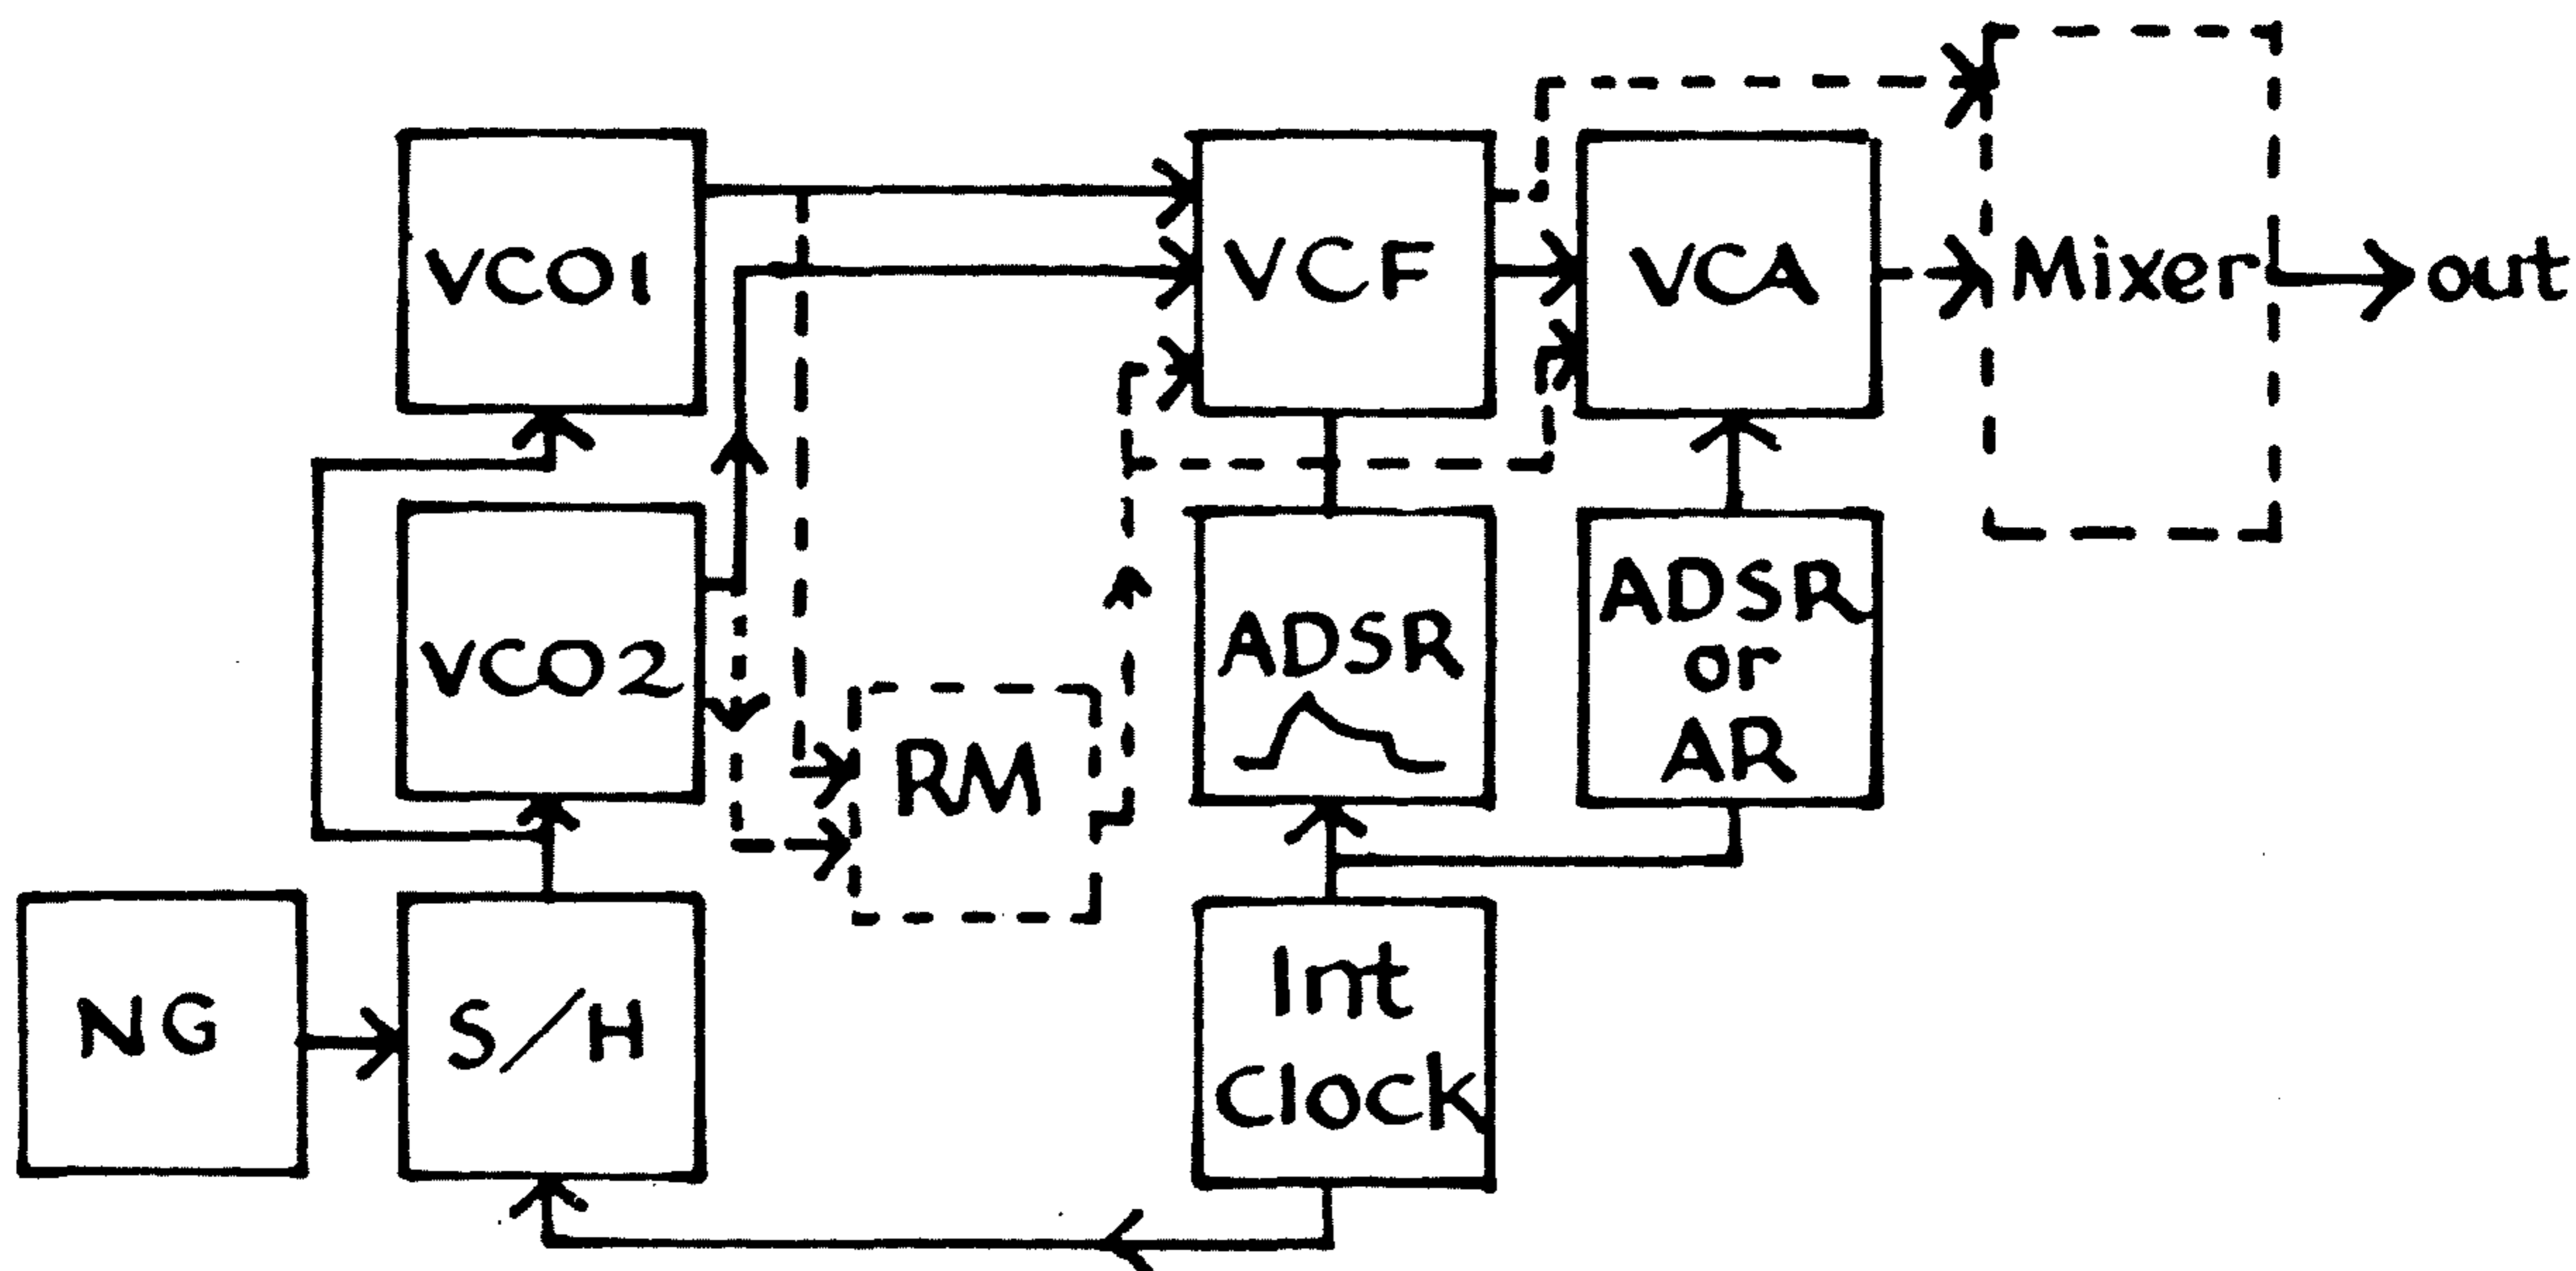 VCO1
VCF
VCA
Mixer
out
VCO2
RM
ADSR
ADSR
or
AR
NG
S/H
Int
Clock